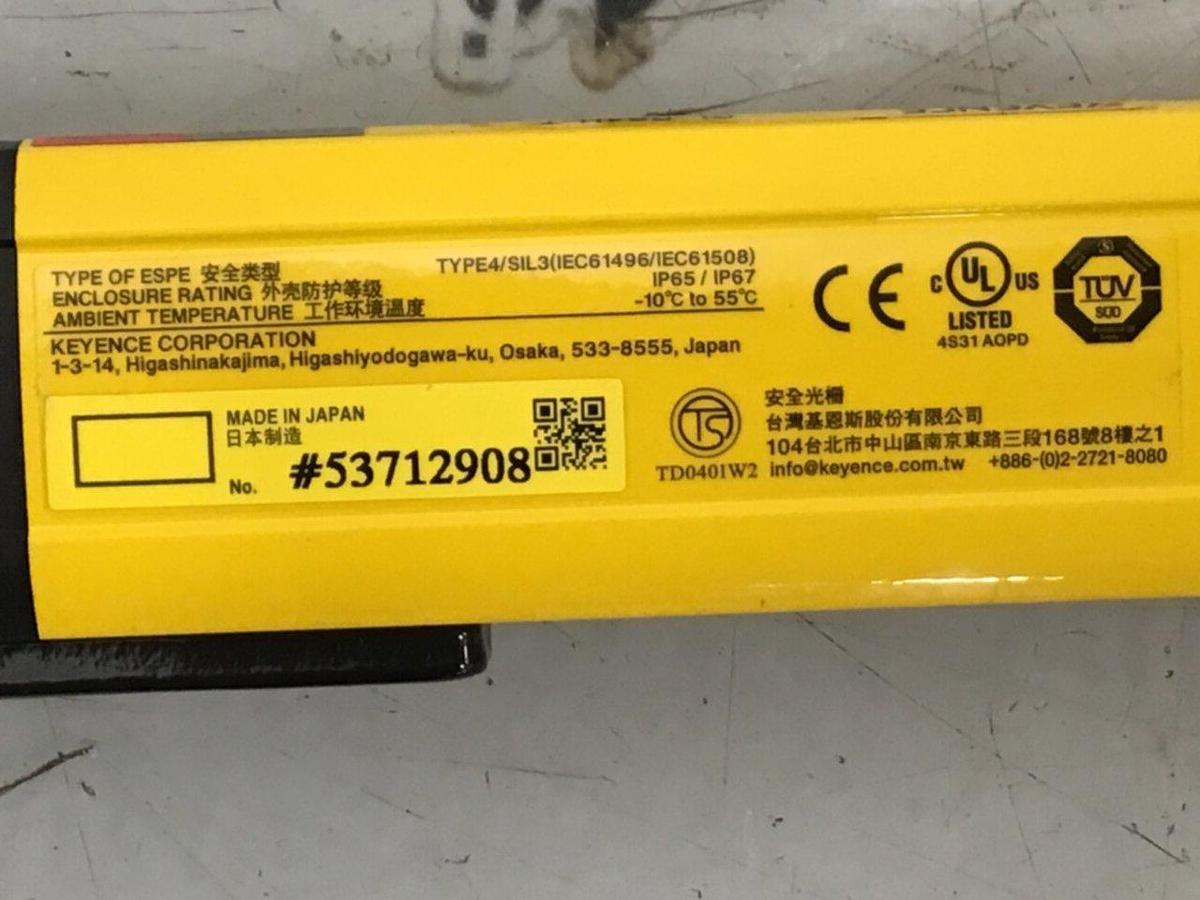 TYPE OF ESPE 安全类型 TYPE4/SIL3(IEC61496/IEC61508)
ENCLOSURE RATING 外壳防护等级 IP65 / IP67
AMBIENT TEMPERATURE 工作环境温度 -10℃ to 55℃
KEYENCE CORPORATION
1-3-14, Higashinakajima, Higashiyodogawa-ku, Osaka, 533-8555, Japan
CE
C UL US
LISTED
4S31 AOPD
TÜV
SÜD
MADE IN JAPAN
日本制造
No. #53712908
TS
TD0401W2
安全光柵
台灣基恩斯股份有限公司
104台北市中山區南京東路三段168號8樓之1
info@keyence.com.tw +886-(0)2-2721-8080